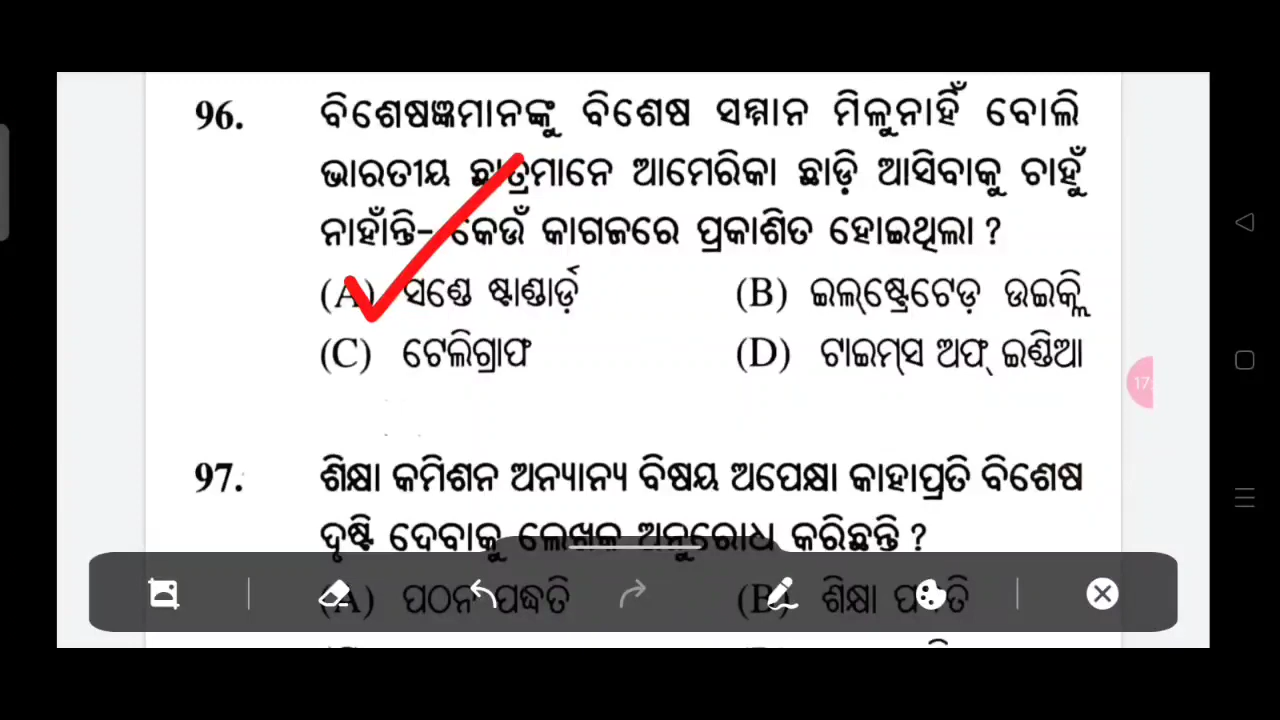 96. ବିଶେଷଜ୍ଞମାନଙ୍କୁ ବିଶେଷ ସମ୍ମାନ ମିଳୁନାହିଁ ବୋଲି
ଭାରତୀୟ ଛାତ୍ରମାନେ ଆମେରିକା ଛାଡ଼ି ଆସିବାକୁ ଚାହୁଁ
ନାହାଁନ୍ତି- କେଉଁ କାଗଜରେ ପ୍ରକାଶିତ ହୋଇଥିଲା ?
(A) ସଣ୍ଡେ ଷ୍ଟାଣ୍ଡାର୍ଡ଼ (B) ଇଲ୍‌ଷ୍ଟ୍ରେଟେଡ଼ ଉଇକ୍ଲି
(C) ଟେଲିଗ୍ରାଫ (D) ଟାଇମ୍‌ସ ଅଫ୍ ଇଣ୍ଡିଆ
17
97. ଶିକ୍ଷା କମିଶନ ଅନ୍ୟାନ୍ୟ ବିଷୟ ଅପେକ୍ଷା କାହାପ୍ରତି ବିଶେଷ
ଦୃଷ୍ଟି ଦେବାକୁ ଲେଖକ ଅନୁରୋଧ କରିଛନ୍ତି ?
(A) ପଠନ ପଦ୍ଧତି (B) ଶିକ୍ଷା